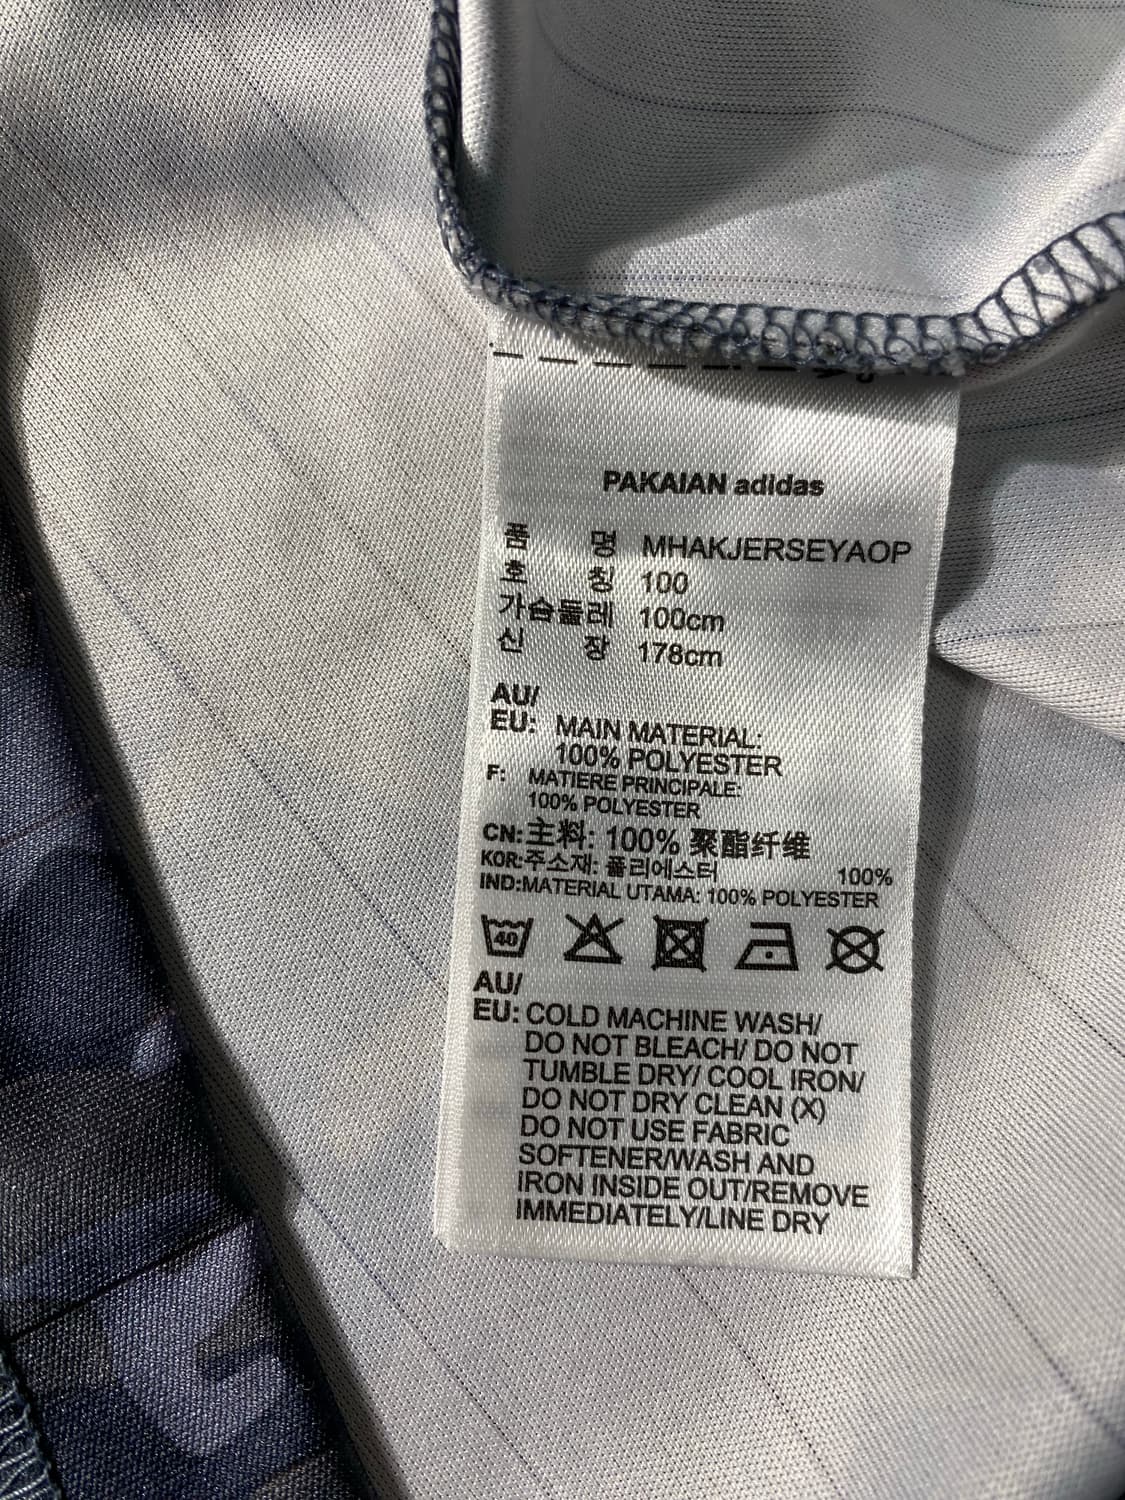 PAKAIAN adidas
품 명 MHAKJERSEYAOP
호 칭 100
가슴둘레 100cm
신 장 178cm
AU/
EU: MAIN MATERIAL:
100% POLYESTER
F: MATIERE PRINCIPALE:
100% POLYESTER
CN:主料: 100% 聚酯纤维
KOR:주소재: 폴리에스터 100%
IND:MATERIAL UTAMA: 100% POLYESTER
40
AU/
EU: COLD MACHINE WASH/
DO NOT BLEACH/ DO NOT
TUMBLE DRY/ COOL IRON/
DO NOT DRY CLEAN (X)
DO NOT USE FABRIC
SOFTENER/WASH AND
IRON INSIDE OUT/REMOVE
IMMEDIATELY/LINE DRY